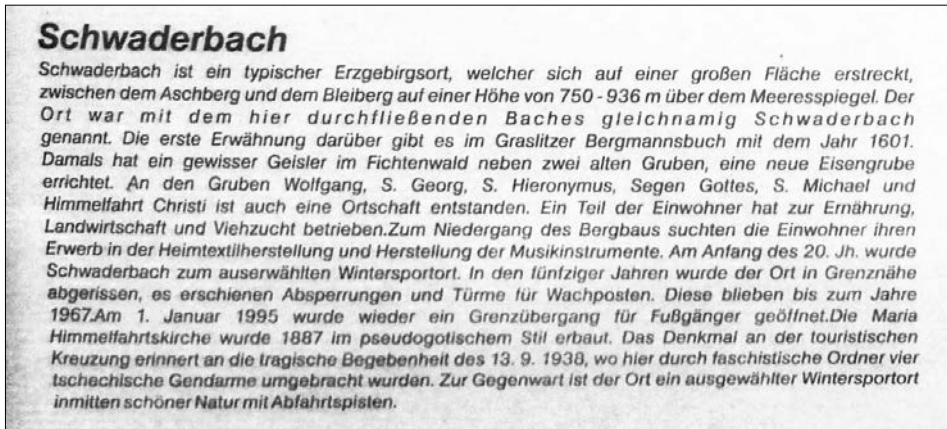 Schwaderbach
Schwaderbach ist ein typischer Erzgebirgsort, welcher sich auf einer großen Fläche erstreckt,
zwischen dem Aschberg und dem Bleiberg auf einer Höhe von 750 - 936 m über dem Meeresspiegel. Der
Ort war mit dem hier durchfließenden Baches gleichnamig Schwaderbach
genannt. Die erste Erwähnung darüber gibt es im Graslitzer Bergmannsbuch mit dem Jahr 1601.
Damals hat ein gewisser Geisler im Fichtenwald neben zwei alten Gruben, eine neue Eisengrube
errichtet. An den Gruben Wolfgang, S. Georg, S. Hieronymus, Segen Gottes, S. Michael und
Himmelfahrt Christi ist auch eine Ortschaft entstanden. Ein Teil der Einwohner hat zur Ernährung,
Landwirtschaft und Viehzucht betrieben.Zum Niedergang des Bergbaus suchten die Einwohner ihren
Erwerb in der Heimtextilherstellung und Herstellung der Musikinstrumente. Am Anfang des 20. Jh. wurde
Schwaderbach zum auserwählten Wintersportort. In den fünfziger Jahren wurde der Ort in Grenznähe
abgerissen, es erschienen Absperrungen und Türme für Wachposten. Diese blieben bis zum Jahre
1967.Am 1. Januar 1995 wurde wieder ein Grenzübergang für Fußgänger geöffnet.Die Maria
Himmelfahrtskirche wurde 1887 im pseudogotischem Stil erbaut. Das Denkmal an der touristischen
Kreuzung erinnert an die tragische Begebenheit des 13. 9. 1938, wo hier durch faschistische Ordner vier
tschechische Gendarme umgebracht wurden. Zur Gegenwart ist der Ort ein ausgewählter Wintersportort
inmitten schöner Natur mit Abfahrtspisten.